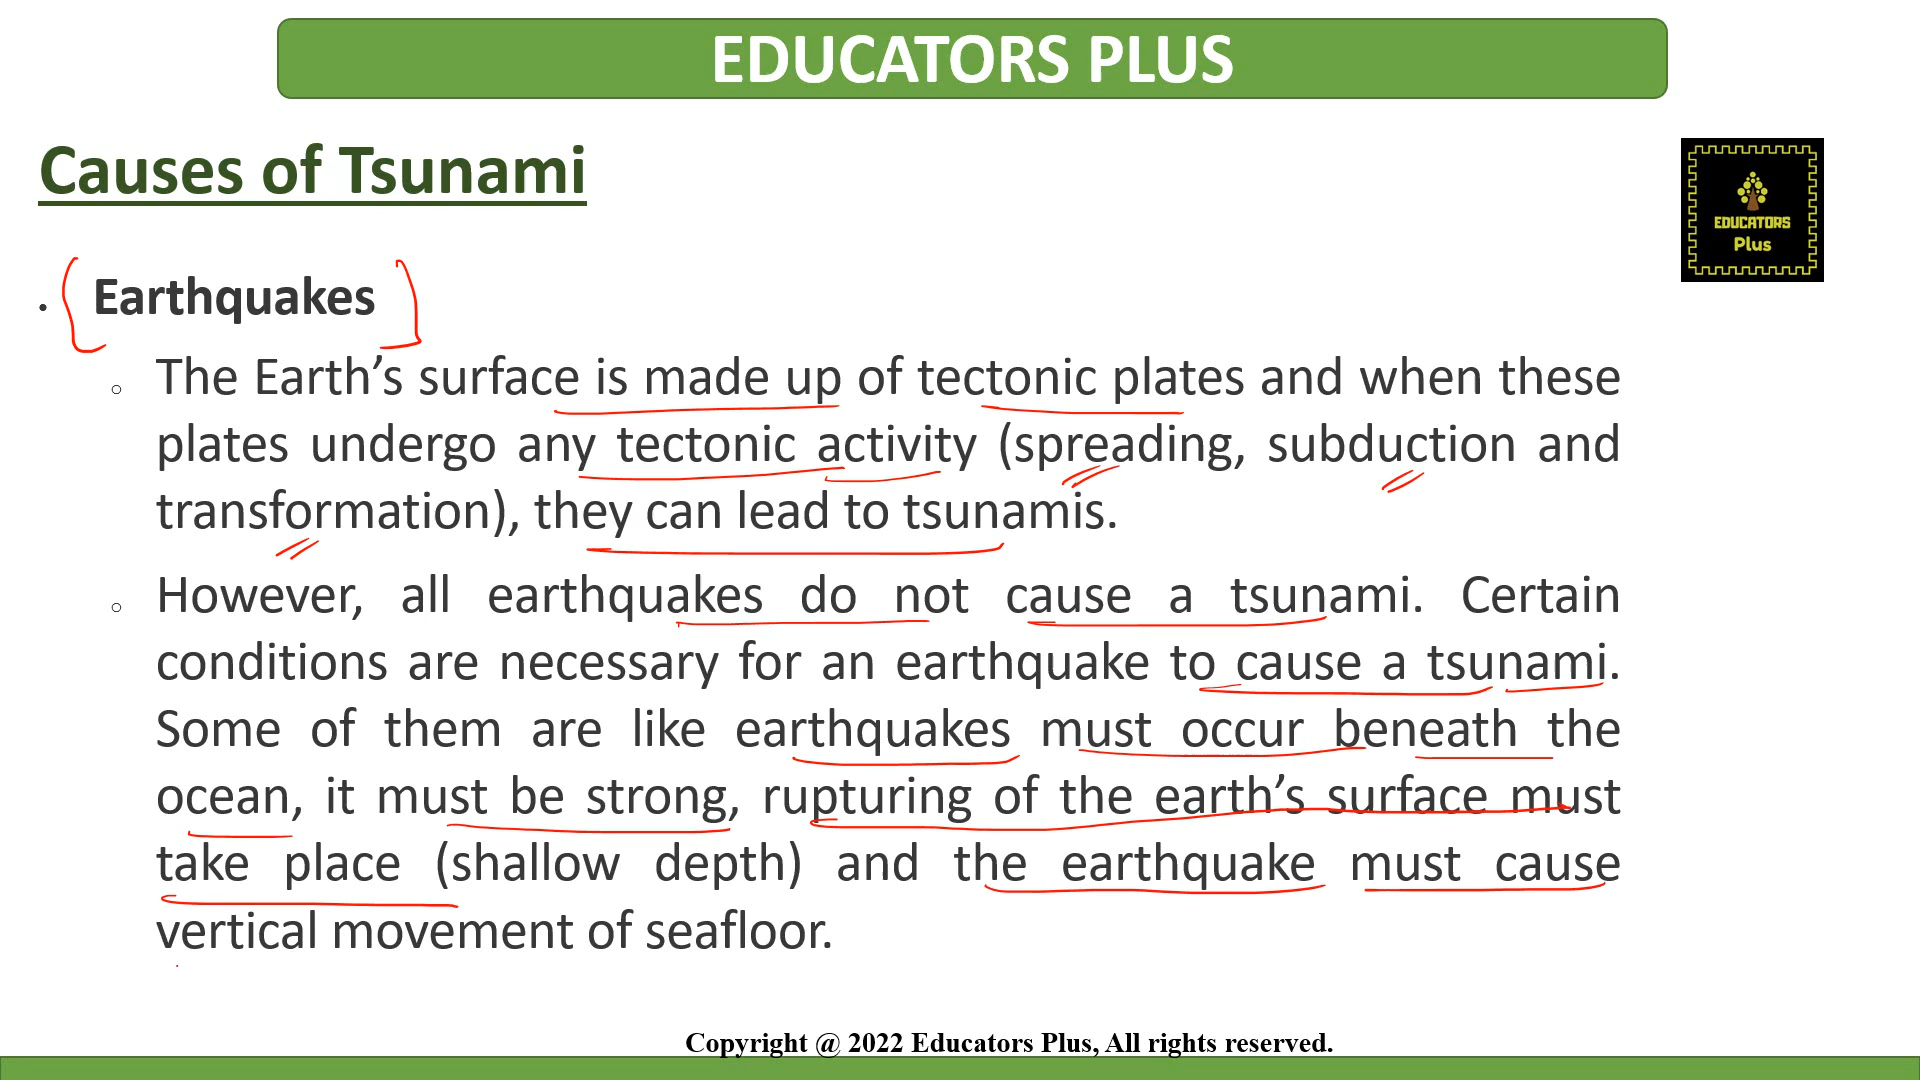 EDUCATORS PLUS
Causes of Tsunami
EDUCATORS
Plus
• Earthquakes
○ The Earth’s surface is made up of tectonic plates and when these
plates undergo any tectonic activity (spreading, subduction and
transformation), they can lead to tsunamis.
○ However, all earthquakes do not cause a tsunami. Certain
conditions are necessary for an earthquake to cause a tsunami.
Some of them are like earthquakes must occur beneath the
ocean, it must be strong, rupturing of the earth’s surface must
take place (shallow depth) and the earthquake must cause
vertical movement of seafloor.
Copyright @ 2022 Educators Plus, All rights reserved.